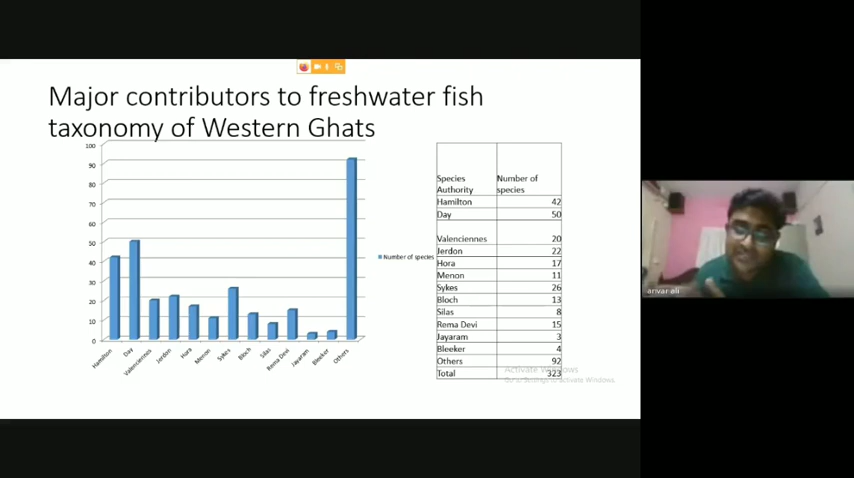 Major contributors to freshwater fish
taxonomy of Western Ghats
100
90
80
70
60
50
40
30
20
10
0
Hamilton
Day
Valenciennes
Jerdon
Hora
Menon
Sykes
Bloch
Silas
Rema Devi
Jayaram
Bleeker
Others
Number of species
Species Authority Number of species
Hamilton 42
Day 50
Valenciennes 20
Jerdon 22
Hora 17
Menon 11
Sykes 26
Bloch 13
Silas 8
Rema Devi 15
Jayaram 3
Bleeker 4
Others 92
Total 323
Activate Windows
Go to Settings to activate Windows.
anvar ali